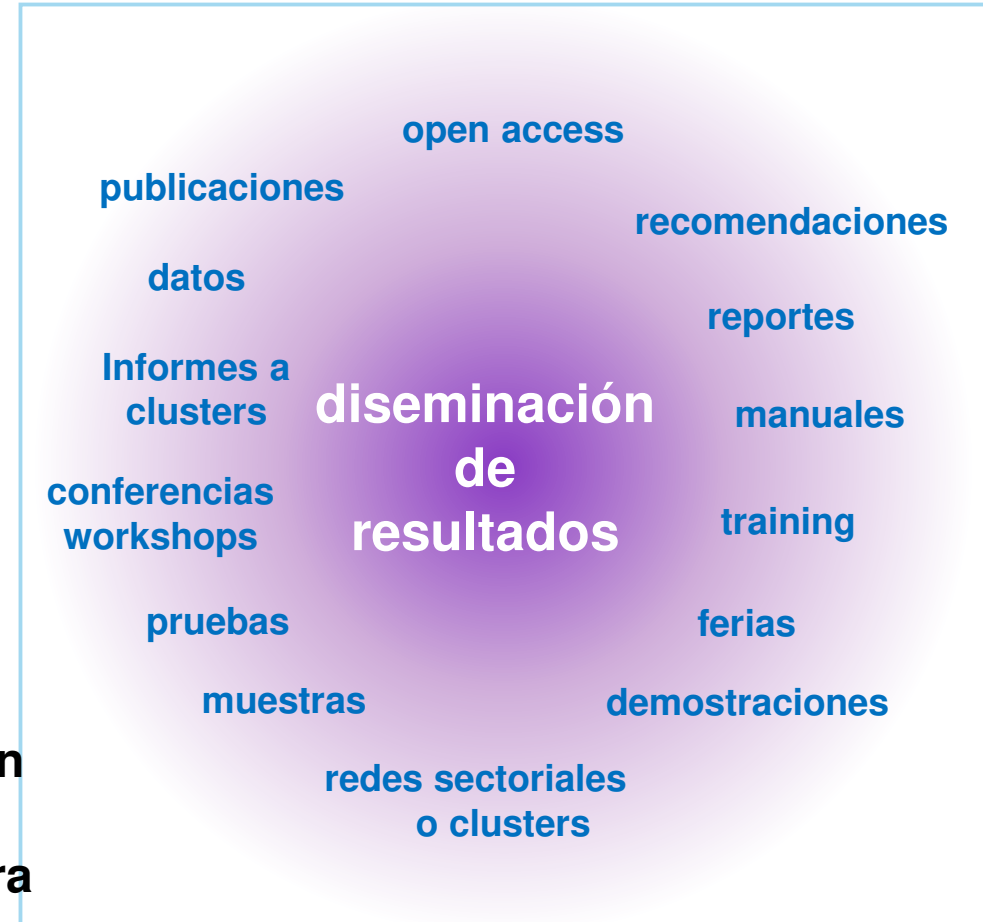 open access
publicaciones
recomendaciones
datos
reportes
Informes a
clusters
diseminación
de
resultados
manuales
conferencias
workshops
training
pruebas
ferias
muestras
demostraciones
redes sectoriales
o clusters
n
ra